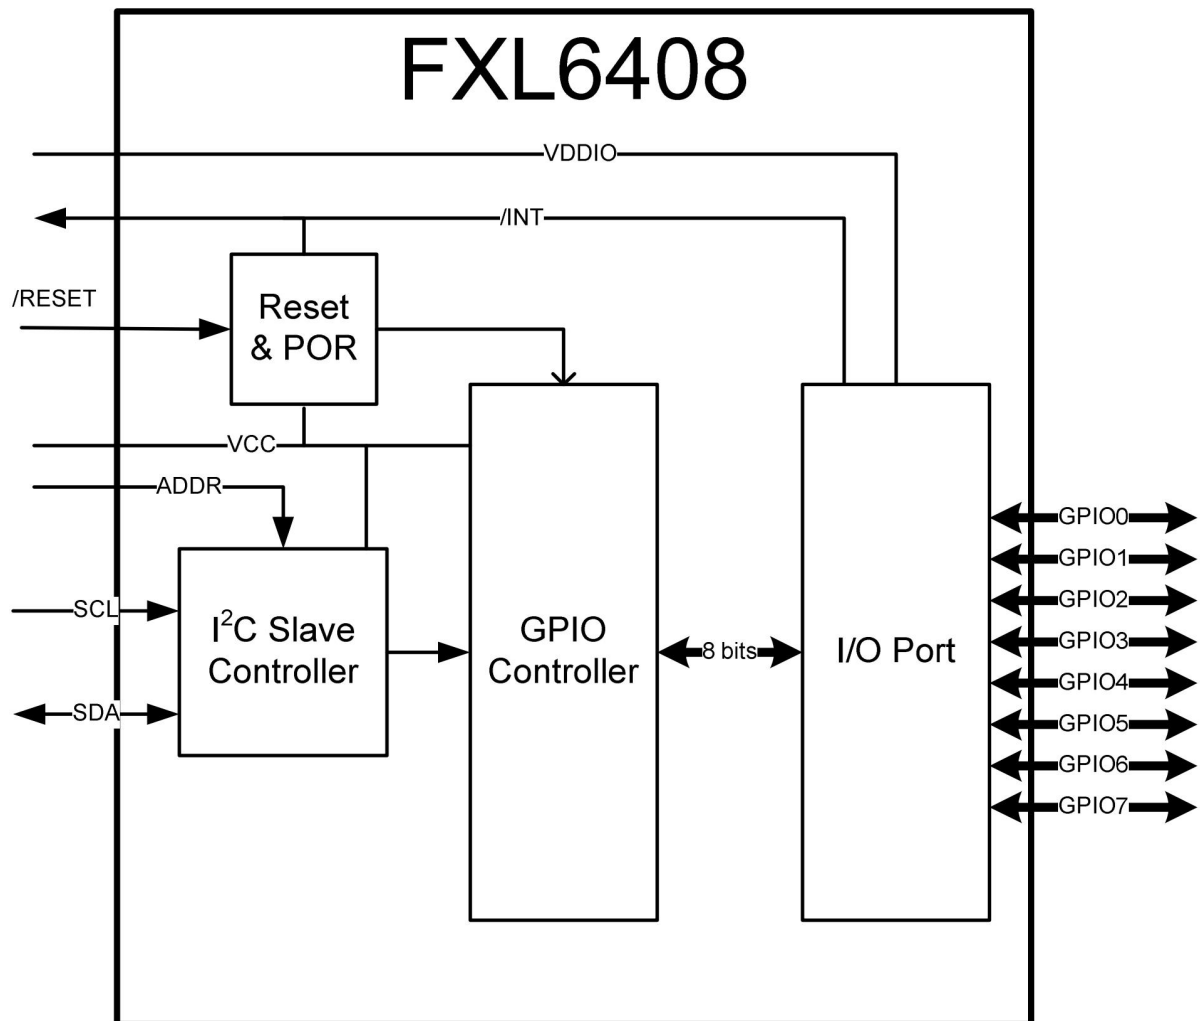 FXL6408
VDDIO
/INT
/RESET
Reset
& POR
VCC
ADDR
SCL
I²C Slave
Controller
SDA
GPIO
Controller
8 bits
I/O Port
GPIO0
GPIO1
GPIO2
GPIO3
GPIO4
GPIO5
GPIO6
GPIO7